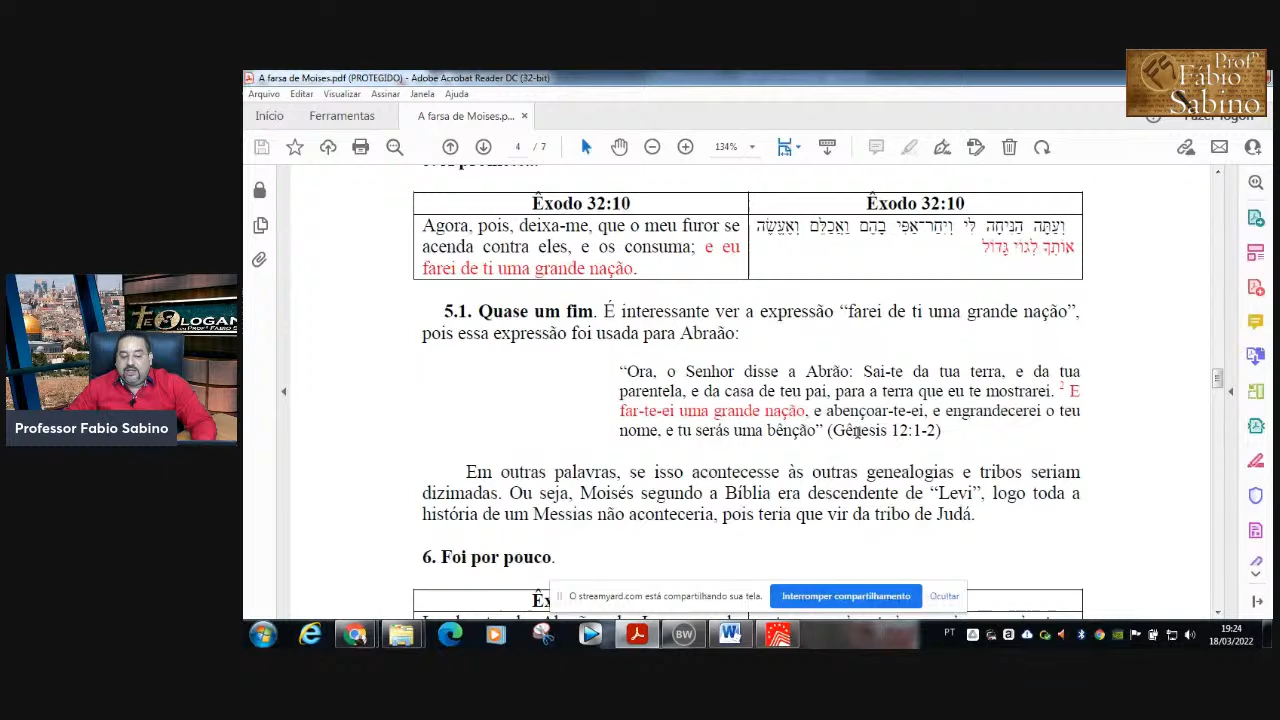 Profº
Fábio
Sabino
A farsa de Moises.pdf (PROTEGIDO) - Adobe Acrobat Reader DC (32-bit)
Arquivo Editar Visualizar Assinar Janela Ajuda
Início Ferramentas A farsa de Moises.p... ×
4 / 7 134%
Êxodo 32:10 Êxodo 32:10
Agora, pois, deixa-me, que o meu furor se
acenda contra eles, e os consuma; e eu
farei de ti uma grande nação.
וְעַתָּה הַנִּיחָה לִּי וְיִחַר־אַפִּי בָהֶם וַאֲכַלֵּם וְאֶעֱשֶׂה
אוֹתְךָ לְגוֹי גָּדוֹל
5.1. Quase um fim. É interessante ver a expressão “farei de ti uma grande nação”,
pois essa expressão foi usada para Abraão:
“Ora, o Senhor disse a Abrão: Sai-te da tua terra, e da tua
parentela, e da casa de teu pai, para a terra que eu te mostrarei. 2 E
far-te-ei uma grande nação, e abençoar-te-ei, e engrandecerei o teu
nome, e tu serás uma bênção” (Gênesis 12:1-2)
Em outras palavras, se isso acontecesse às outras genealogias e tribos seriam
dizimadas. Ou seja, Moisés segundo a Bíblia era descendente de “Levi”, logo toda a
história de um Messias não aconteceria, pois teria que vir da tribo de Judá.
6. Foi por pouco.
O streamyard.com está compartilhando sua tela. Interromper compartilhamento Ocultar
Professor Fabio Sabino
PT 19:24
18/03/2022